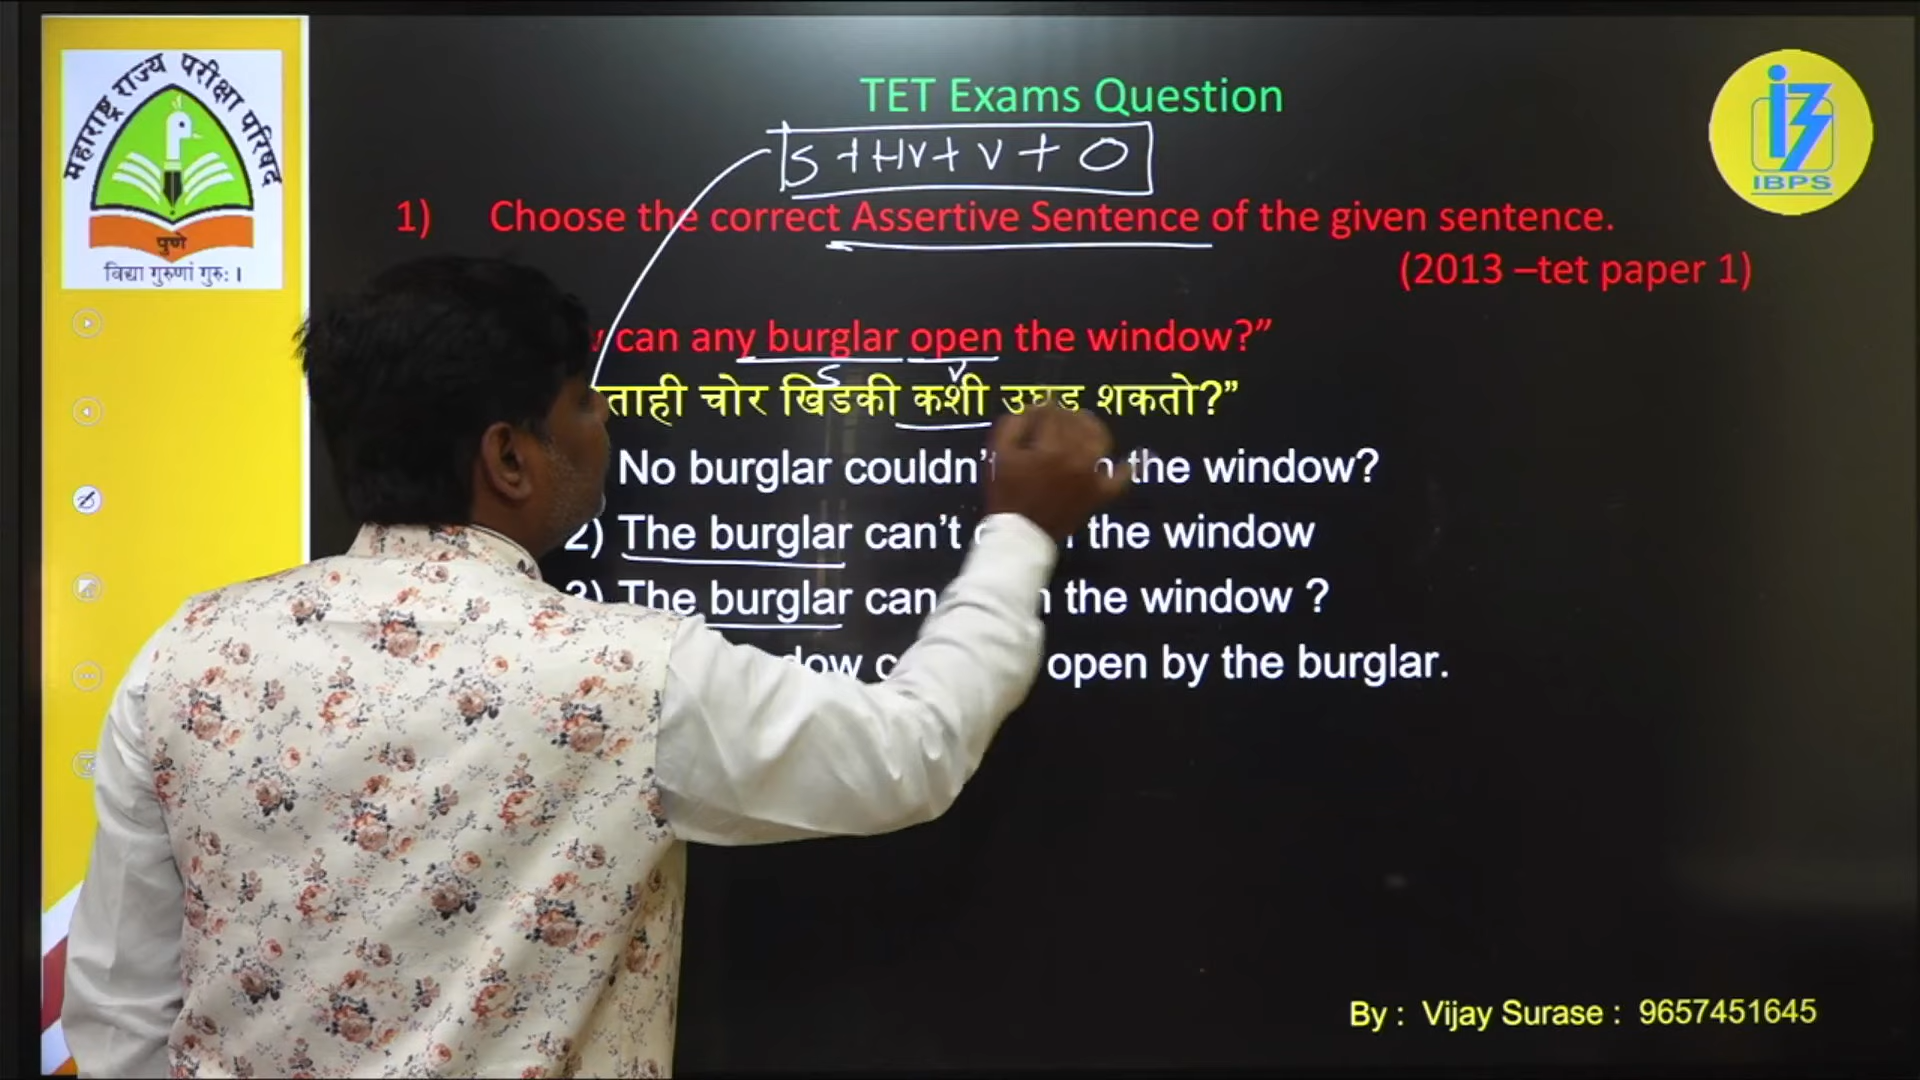 महाराष्ट्र राज्य परीक्षा परिषद
पुणे
विद्या गुरुणां गुरुः ।
IBPS
TET Exams Question
S + HV + V + O
1) Choose the correct Assertive Sentence of the given sentence.
(2013 –tet paper 1)
can any burglar open the window?”
S V
चोर खिडकी कशी उघडू शकतो?”
No burglar couldn’t the window?
2) The burglar can’t the window
3) The burglar can the window ?
open by the burglar.
By : Vijay Surase : 9657451645